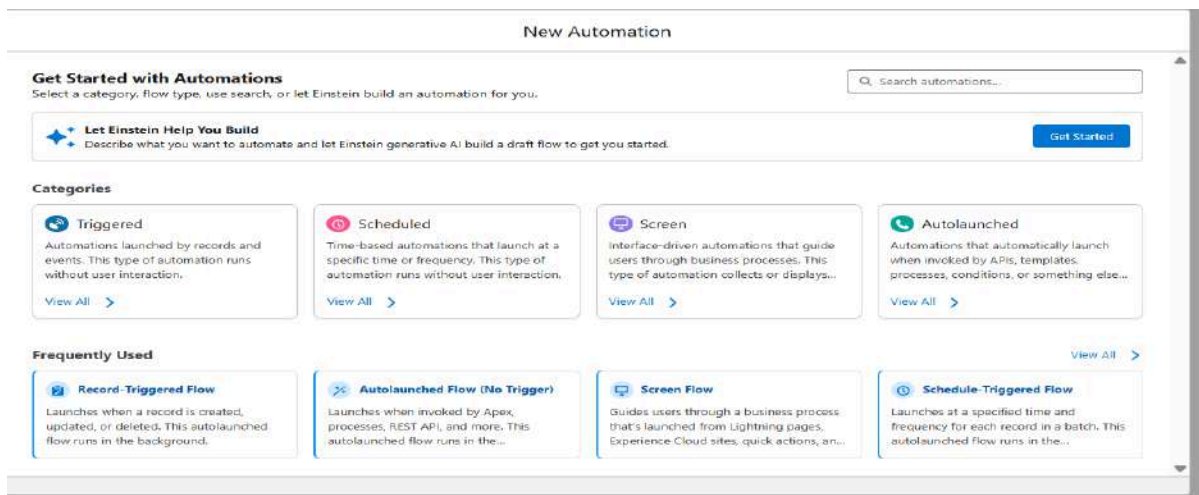 New Automation
Get Started with Automations
Select a category, flow type, use search, or let Einstein build an automation for you.
Search automations...
Let Einstein Help You Build
Describe what you want to automate and let Einstein generative AI build a draft flow to get you started.
Get Started
Categories
Triggered
Automations launched by records and
events. This type of automation runs
without user interaction.
View All
Scheduled
Time-based automations that launch at a
specific time or frequency. This type of
automation runs without user interaction.
View All
Screen
Interface-driven automations that guide
users through business processes. This
type of automation collects or displays...
View All
Autolaunched
Automations that automatically launch
when invoked by APIs, templates,
processes, conditions, or something else...
View All
Frequently Used
View All
Record-Triggered Flow
Launches when a record is created,
updated, or deleted. This autolaunched
flow runs in the background.
Autolaunched Flow (No Trigger)
Launches when invoked by Apex,
processes, REST API, and more. This
autolaunched flow runs in the...
Screen Flow
Guides users through a business process
that's launched from Lightning pages,
Experience Cloud sites, quick actions, an...
Schedule-Triggered Flow
Launches at a specified time and
frequency for each record in a batch. This
autolaunched flow runs in the...